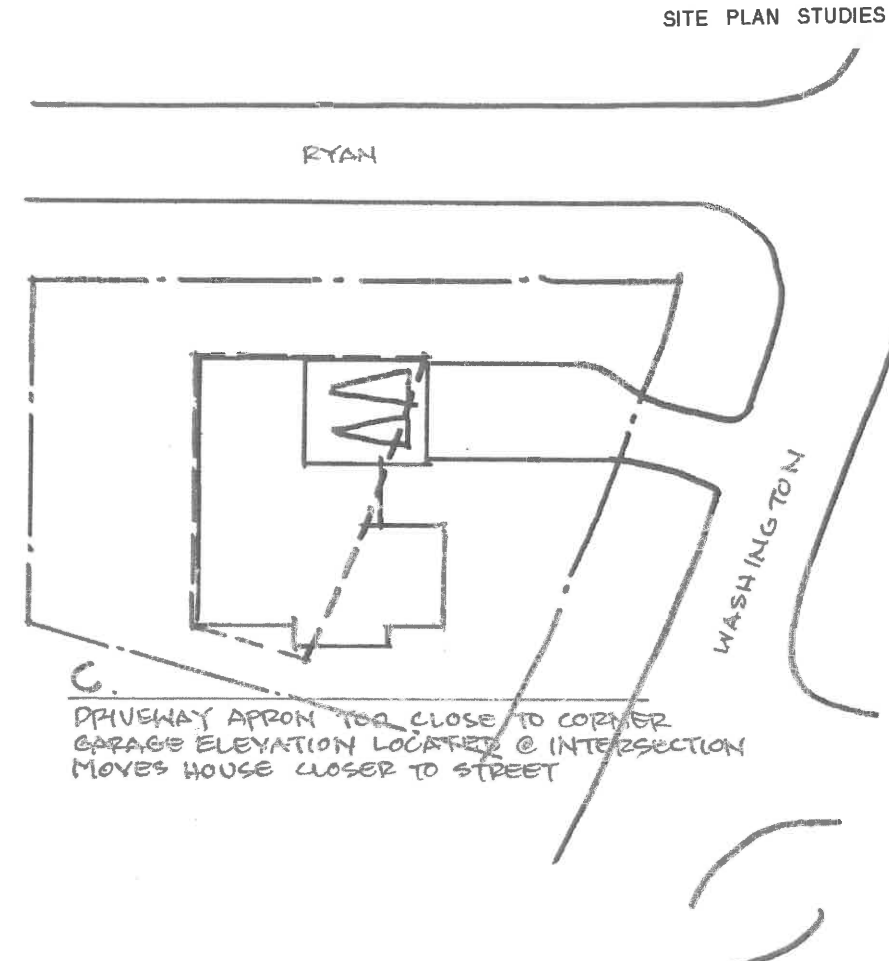 SITE PLAN STUDIES
RYAN
WASHINGTON
C.
DRIVEWAY APRON TOO CLOSE TO CORNER
GARAGE ELEVATION LOCATED @ INTERSECTION
MOVES HOUSE CLOSER TO STREET